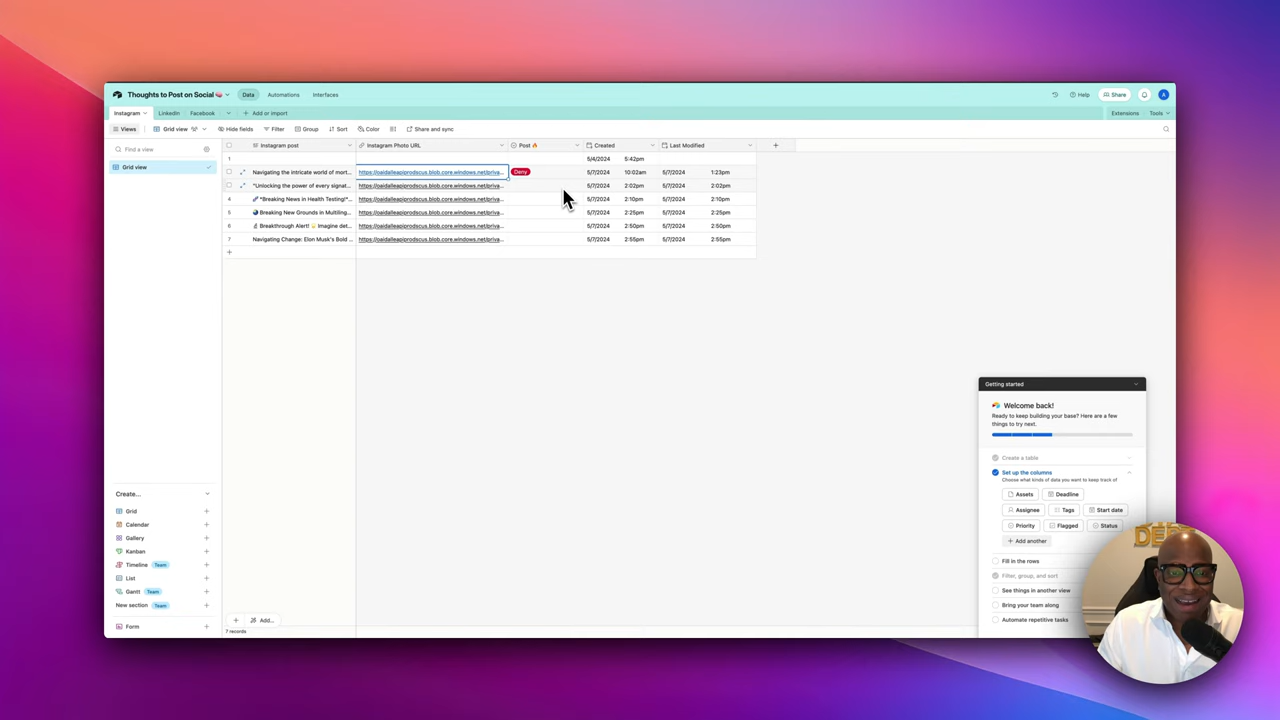 Thoughts to Post on Social 🧠
Data
Automations
Interfaces
Help
Share
A
Instagram
LinkedIn
Facebook
Add or import
Extensions
Tools
Views
Grid view
Hide fields
Filter
Group
Sort
Color
Share and sync
Find a view
Grid view
Instagram post
Instagram Photo URL
Post 🔥
Created
Last Modified
1 5/4/2024 5:42pm
Navigating the intricate world of mort... https://oaidalleapiprodscus.blob.core.windows.net/priva... Deny 5/7/2024 10:02am 5/7/2024 1:23pm
"Unlocking the power of every signat... https://oaidalleapiprodscus.blob.core.windows.net/priva... 5/7/2024 2:02pm 5/7/2024 2:02pm
4 "Breaking News in Health Testing!"... https://oaidalleapiprodscus.blob.core.windows.net/priva... 5/7/2024 2:10pm 5/7/2024 2:10pm
5 Breaking New Grounds in Multiling... https://oaidalleapiprodscus.blob.core.windows.net/priva... 5/7/2024 2:25pm 5/7/2024 2:25pm
6 Breakthrough Alert! Imagine det... https://oaidalleapiprodscus.blob.core.windows.net/priva... 5/7/2024 2:40pm 5/7/2024 2:40pm
7 Navigating Change: Elon Musk's Bold ... https://oaidalleapiprodscus.blob.core.windows.net/priva... 5/7/2024 2:55pm 5/7/2024 2:55pm
Getting started
Welcome back!
Ready to keep building your base? Here are a few
things to try next.
Create a table
Set up the columns
Choose what kinds of data you want to keep track of
Assets
Deadline
Assignee
Tags
Start date
Priority
Flagged
Status
Add another
Fill in the rows
Filter, group, and sort
See things in another view
Bring your team along
Automate repetitive tasks
Create...
Grid
Calendar
Gallery
Kanban
Timeline Team
List
Gantt Team
New section Team
Form
Add...
7 records